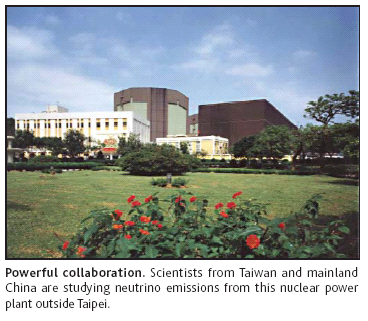 Powerful collaboration. Scientists from Taiwan and mainland
China are studying neutrino emissions from this nuclear power
plant outside Taipei.